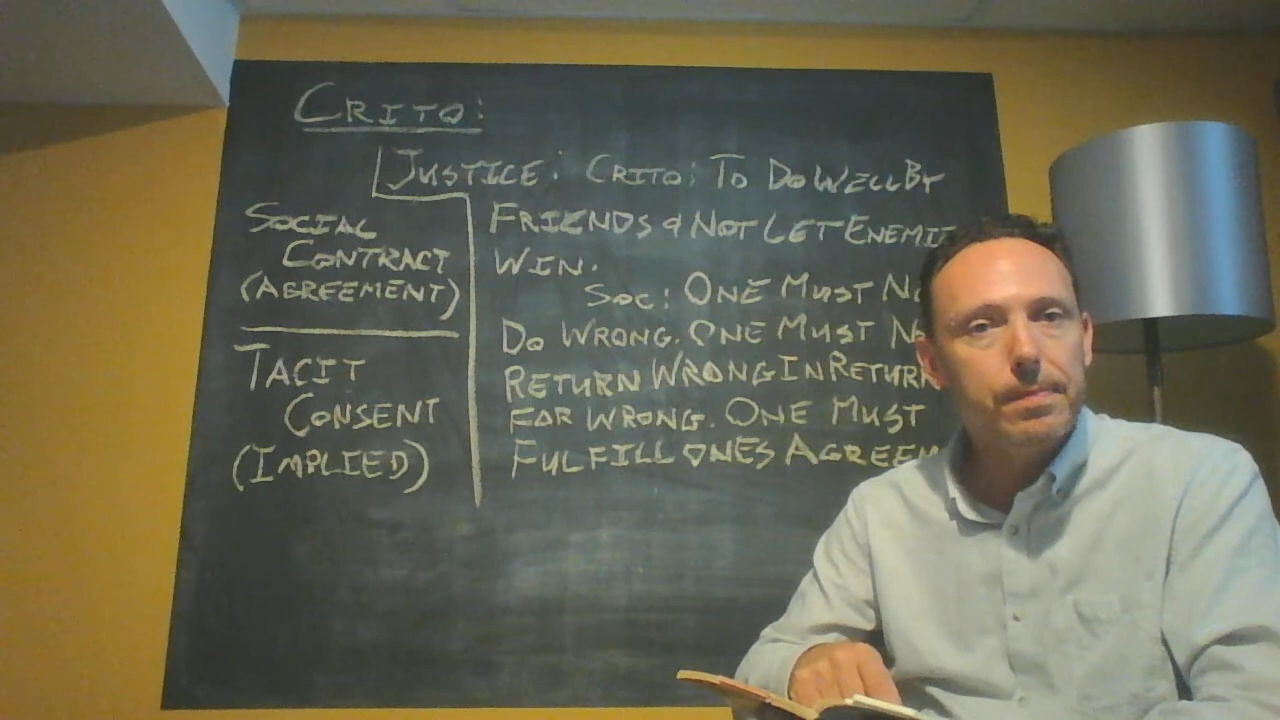 CRITO:
JUSTICE: CRITO: TO DO WELL BY
FRIENDS & NOT LET
WIN.
SOC: ONE MUST
DO WRONG. ONE MUST
RETURN WRONG IN RETURN
FOR WRONG. ONE MUST
FULFILL ONES
SOCIAL
CONTRACT
(AGREEMENT)
TACIT
CONSENT
(IMPLIED)